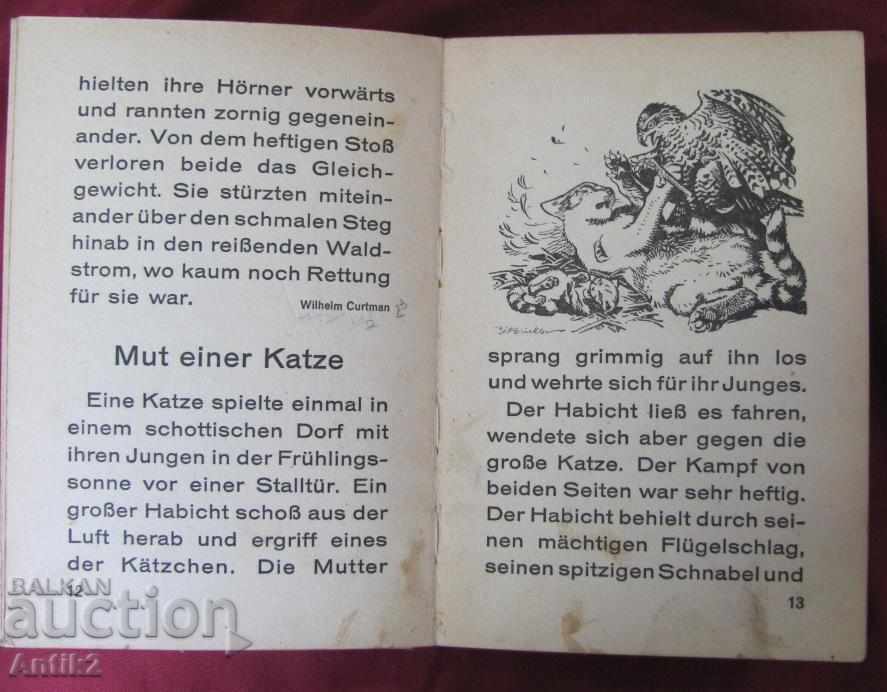 hielten ihre Hörner vorwärts
und rannten zornig gegenein-
ander. Von dem heftigen Stoß
verloren beide das Gleich-
gewicht. Sie stürzten mitein-
ander über den schmalen Steg
hinab in den reißenden Wald-
strom, wo kaum noch Rettung
für sie war.
Wilhelm Curtman
Mut einer Katze
Eine Katze spielte einmal in
einem schottischen Dorf mit
ihren Jungen in der Frühlings-
sonne vor einer Stalltür. Ein
großer Habicht schoß aus der
Luft herab und ergriff eines
der Kätzchen. Die Mutter
12
sprang grimmig auf ihn los
und wehrte sich für ihr Junges.
Der Habicht ließ es fahren,
wendete sich aber gegen die
große Katze. Der Kampf von
beiden Seiten war sehr heftig.
Der Habicht behielt durch sei-
nen mächtigen Flügelschlag,
seinen spitzigen Schnabel und
13
BALKAN
auction
Antik2